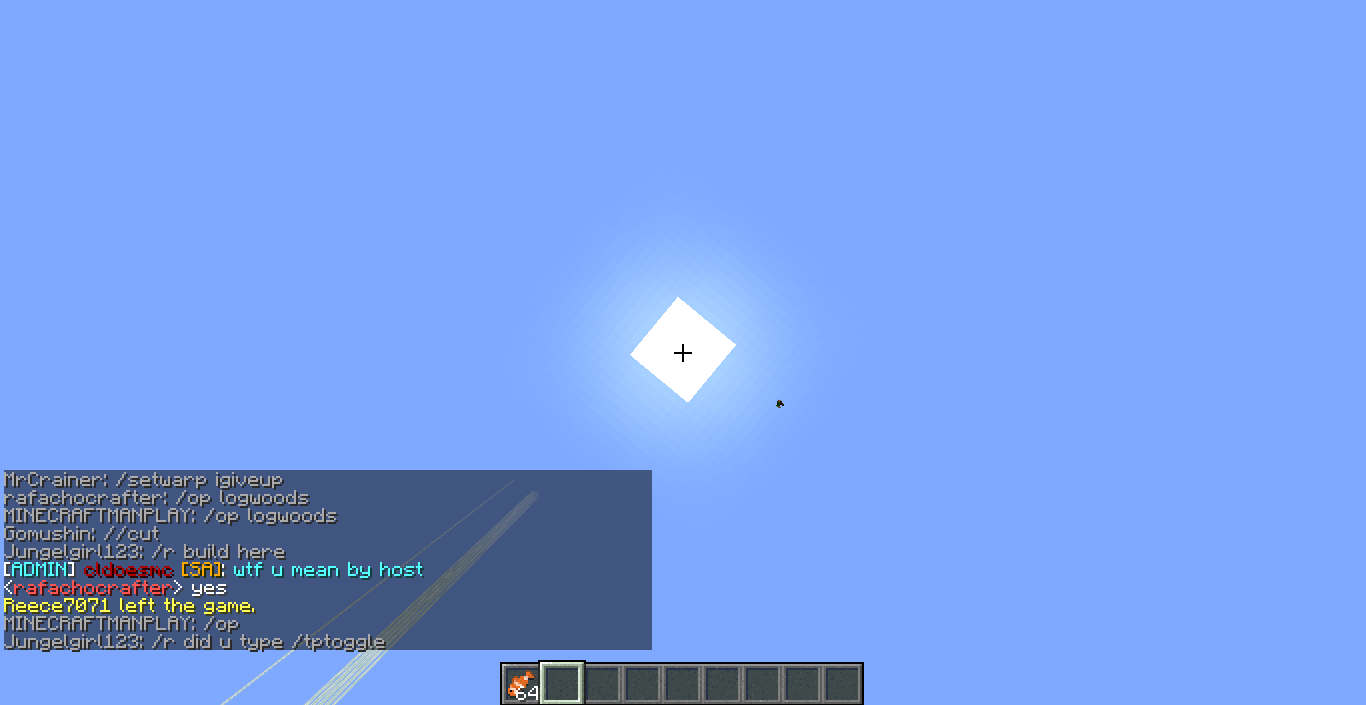 MrCrainer: /setwarp igiveup
rafachocrafter: /op logwoods
MINECRAFTMANPLAY: /op logwoods
Gomushin: //cut
Jungelgirl123: /r build here
[ADMIN] cldoesmc [SA]: wtf u mean by host
<rafachocrafter> yes
Reece7071 left the game.
MINECRAFTMANPLAY: /op
Jungelgirl123: /r did u type /tptoggle
64